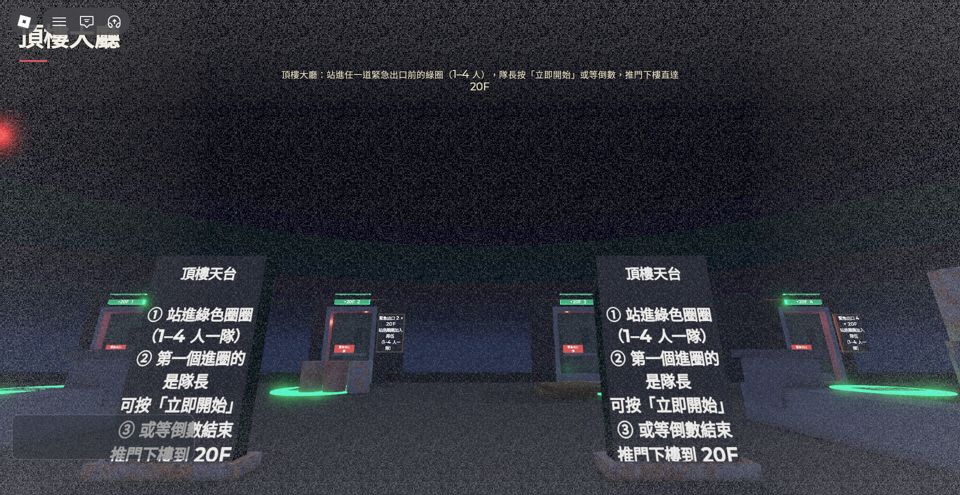 頂樓大廳
頂樓大廳：站進任一道緊急出口前的綠圈（1–4 人），隊長按「立即開始」或等倒數，推門下樓直達
20F
頂樓天台
① 站進綠色圈圈
（1–4 人一隊）
② 第一個進圈的
是隊長
可按「立即開始」
③ 或等倒數結束
推門下樓到 20F
頂樓天台
① 站進綠色圈圈
（1–4 人一隊）
② 第一個進圈的
是隊長
可按「立即開始」
③ 或等倒數結束
推門下樓到 20F